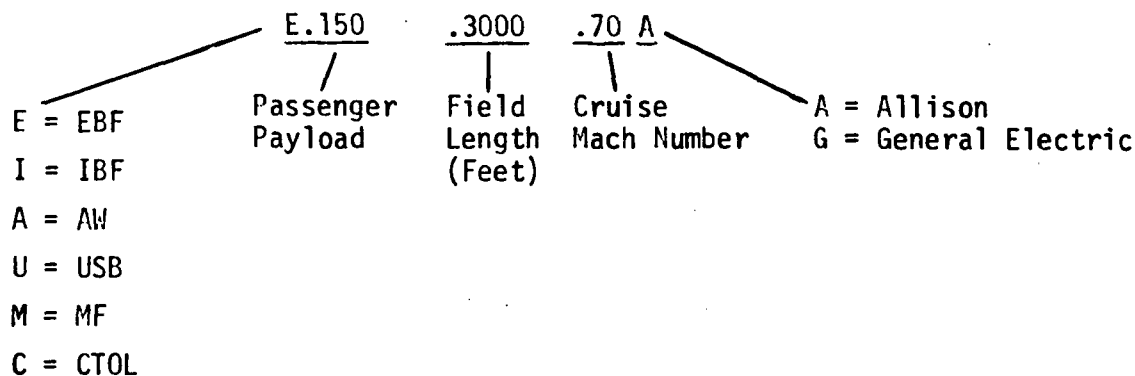 E.150 .3000 .70 A
E = EBF
I = IBF
A = AW
U = USB
M = MF
C = CTOL
Passenger
Payload
Field
Length
(Feet)
Cruise
Mach Number
A = Allison
G = General Electric